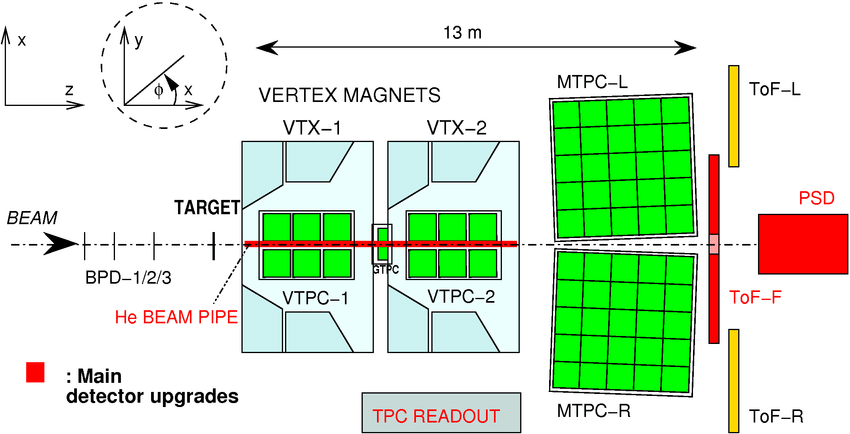 13 m
x
y
z
ϕ
x
MTPC−L
ToF−L
VERTEX MAGNETS
VTX−1
VTX−2
TARGET
PSD
BEAM
BPD−1/2/3
GTPC
VTPC−1
VTPC−2
ToF−F
He BEAM PIPE
: Main
detector upgrades
TPC READOUT
MTPC−R
ToF−R